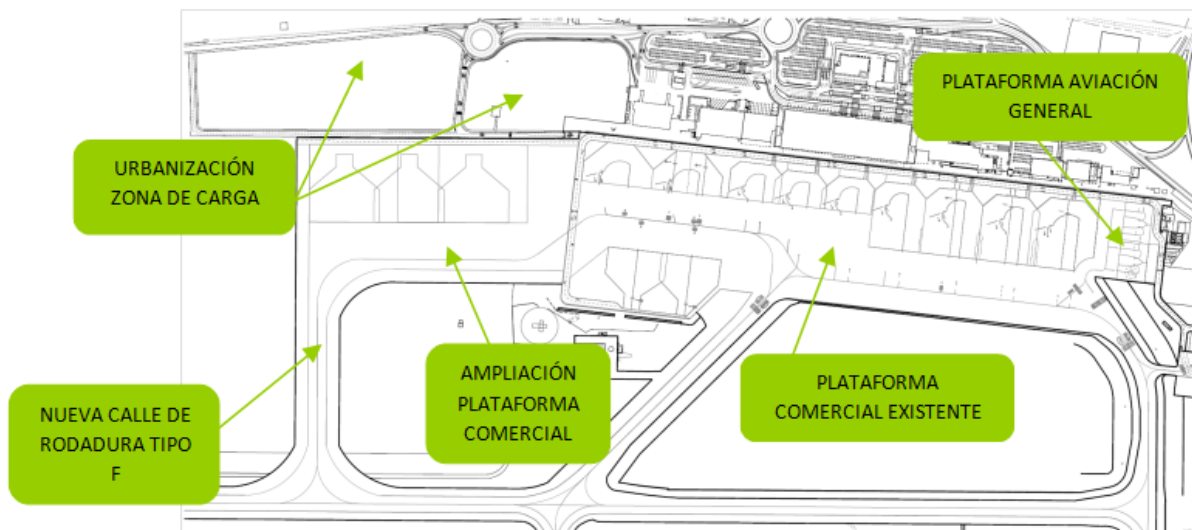 PLATAFORMA AVIACIÓN
GENERAL
URBANIZACIÓN
ZONA DE CARGA
AMPLIACIÓN
PLATAFORMA
COMERCIAL
PLATAFORMA
COMERCIAL EXISTENTE
NUEVA CALLE DE
RODADURA TIPO
F